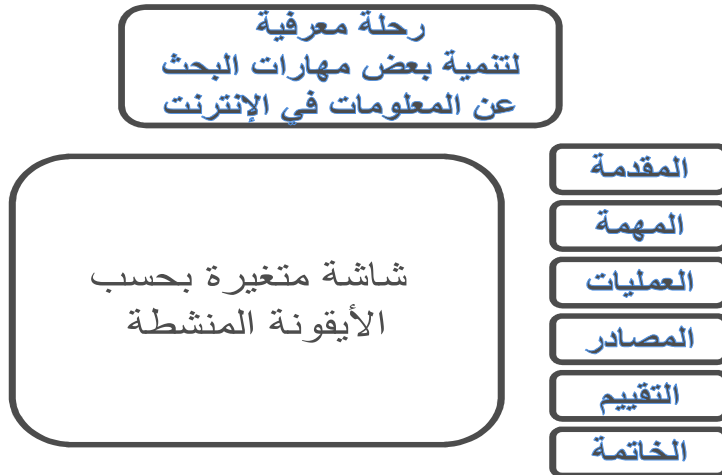 رحلة معرفية
لتنمية بعض مهارات البحث
عن المعلومات في الإنترنت
المقدمة
المهمة
العمليات
المصادر
التقييم
الخاتمة
شاشة متغيرة بحسب
الأيقونة المنشطة